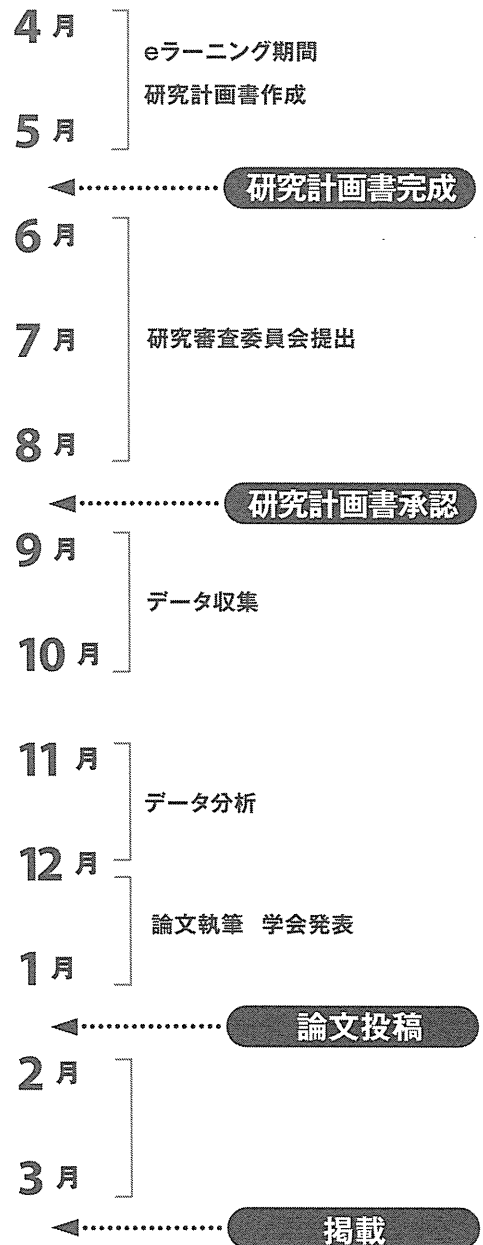 4月
eラーニング期間
研究計画書作成
5月
研究計画書完成
6月
7月
研究審査委員会提出
8月
研究計画書承認
9月
データ収集
10月
11月
データ分析
12月
論文執筆 学会発表
1月
論文投稿
2月
3月
掲載